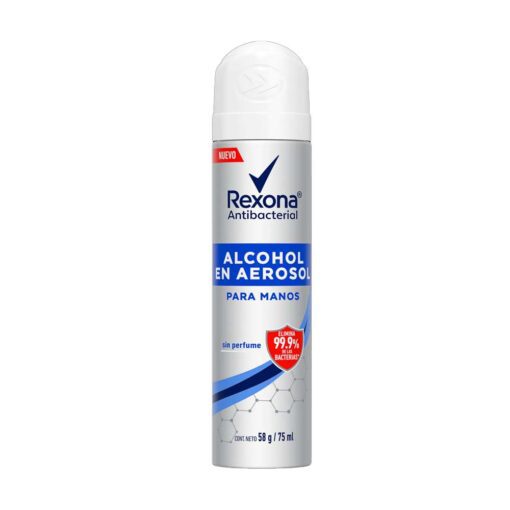 NUEVO
Rexona®
Antibacterial
ALCOHOL
EN AEROSOL
PARA MANOS
sin perfume
ELIMINA
99.9%
DE LAS
BACTERIAS*
CONT. NETO 58 g / 75 ml